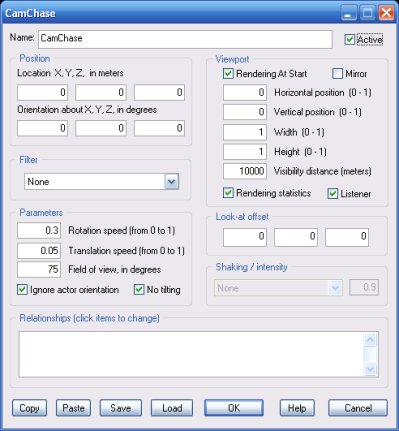 CamChase
Name: CamChase Active
Position
Location X, Y, Z, in meters
0 0 0
Orientation about X, Y, Z, in degrees
0 0 0
Filter
None
Parameters
0.3 Rotation speed (from 0 to 1)
0.05 Translation speed (from 0 to 1)
75 Field of view, in degrees
Ignore actor orientation No tilting
Viewport
Rendering At Start Mirror
0 Horizontal position (0 - 1)
0 Vertical position (0 - 1)
1 Width (0 - 1)
1 Height (0 - 1)
10000 Visibility distance (meters)
Rendering statistics Listener
Look-at offset
0 0 0
Shaking / intensity
None 0.9
Relationships (click items to change)
Copy Paste Save Load OK Help Cancel